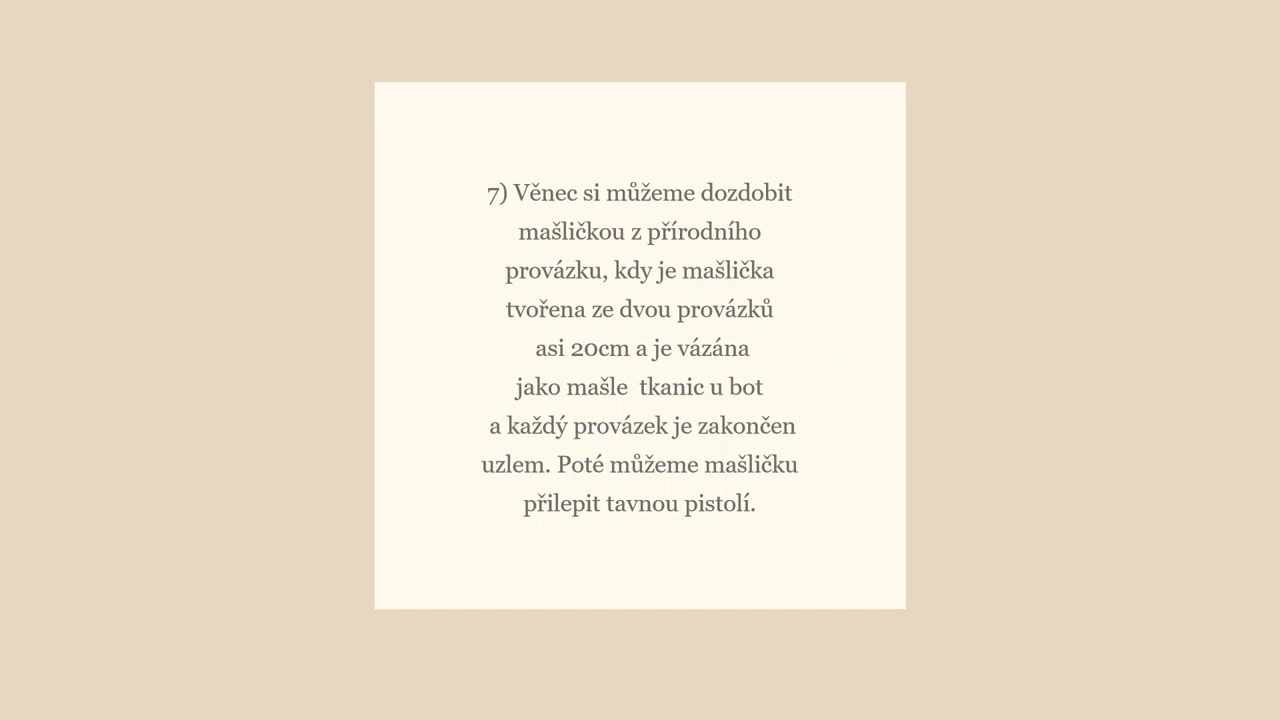 7) Věnec si můžeme dozdobit
mašličkou z přírodního
provázku, kdy je mašlička
tvořena ze dvou provázků
asi 20cm a je vázána
jako mašle  tkanic u bot
a každý provázek je zakončen
uzlem. Poté můžeme mašličku
přilepit tavnou pistolí.